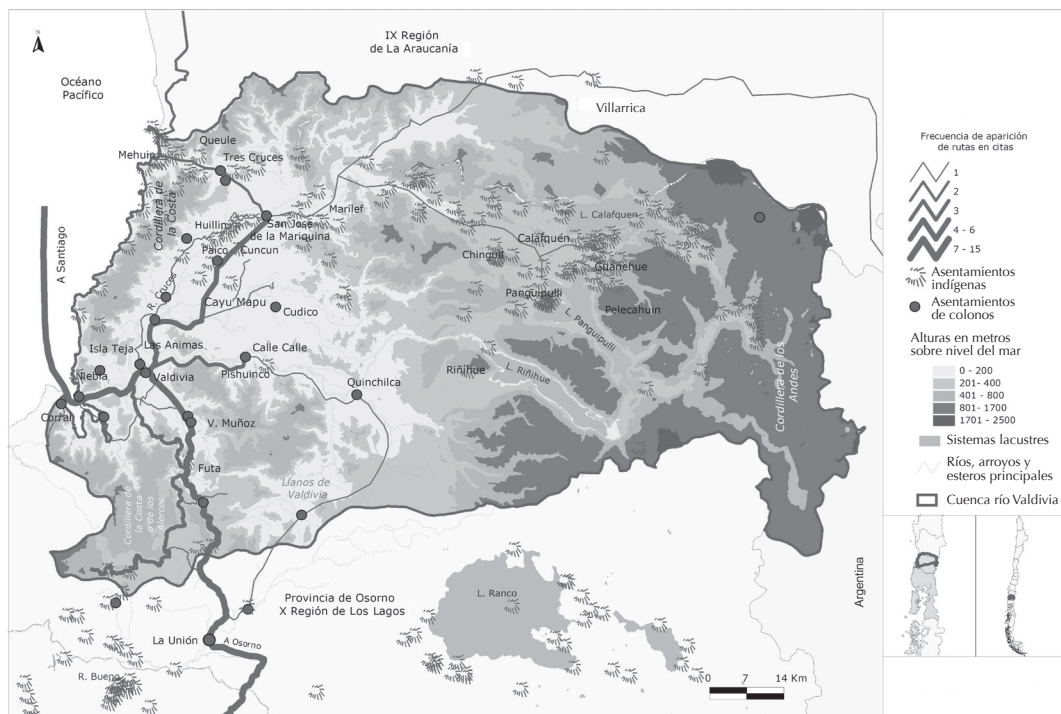 N
Océano
Pacífico
IX Región
de La Araucanía
Villarrica
Queule
Mehuin
Tres Cruces
Cordillera de
la Costa
A Santiago
Huillin
Marilef
San José
de la Mariquina
Paico
Cuncun
R. Cruces
Cayu Mapu
Cudico
L. Calafquen
Calafquén
Chinguil
Guanehue
Panguipulli
Pelecahuin
L. Panguipulli
Isla Teja
Las Animas
Calle Calle
Niebla
Valdivia
Pishuinco
Quinchilca
Riñihue
L. Riñihue
Cordillera de los
Andes
Corral
V. Muñoz
Futa
Llanos de
Valdivia
Cordillera de
la Costa
o de los
Alerces
Argentina
Provincia de Osorno
X Región de Los Lagos
L. Ranco
La Unión
A Osorno
R. Bueno
0 7 14 Km
Frecuencia de aparición
de rutas en citas
1
2
3
4 - 6
7 - 15
Asentamientos
indígenas
Asentamientos
de colonos
Alturas en metros
sobre nivel del mar
0 - 200
201- 400
401 - 800
801- 1700
1701 - 2500
Sistemas lacustres
Ríos, arroyos y
esteros principales
Cuenca río Valdivia